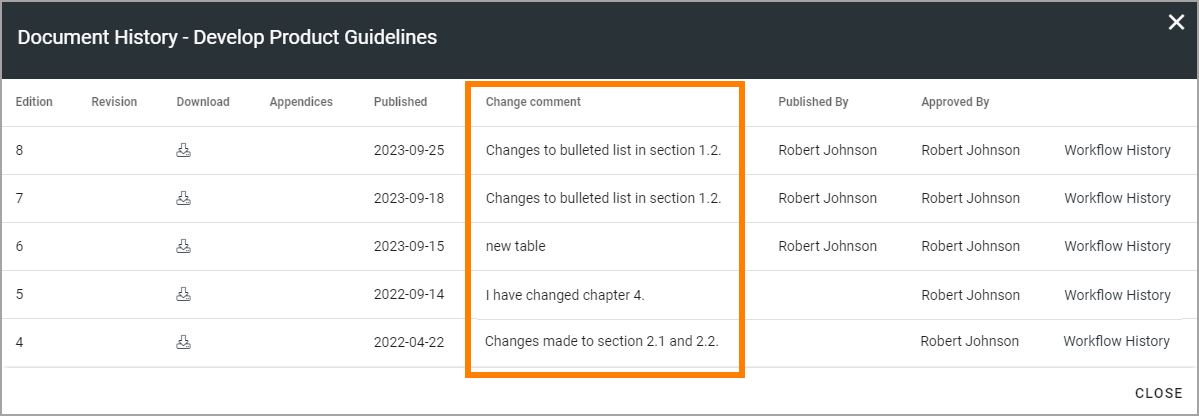 Document History - Develop Product Guidelines
Edition Revision Download Appendices Published Change comment Published By Approved By
8 2023-09-25 Changes to bulleted list in section 1.2. Robert Johnson Robert Johnson Workflow History
7 2023-09-18 Changes to bulleted list in section 1.2. Robert Johnson Robert Johnson Workflow History
6 2023-09-15 new table Robert Johnson Robert Johnson Workflow History
5 2022-09-14 I have changed chapter 4. Robert Johnson Workflow History
4 2022-04-22 Changes made to section 2.1 and 2.2. Robert Johnson Workflow History
CLOSE